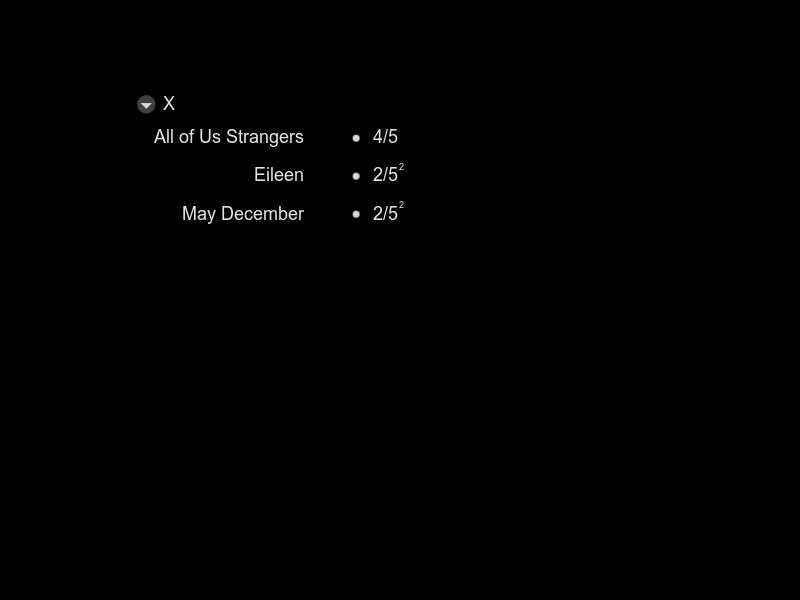 X
All of Us Strangers 4/5
Eileen 2/5²
May December 2/5²